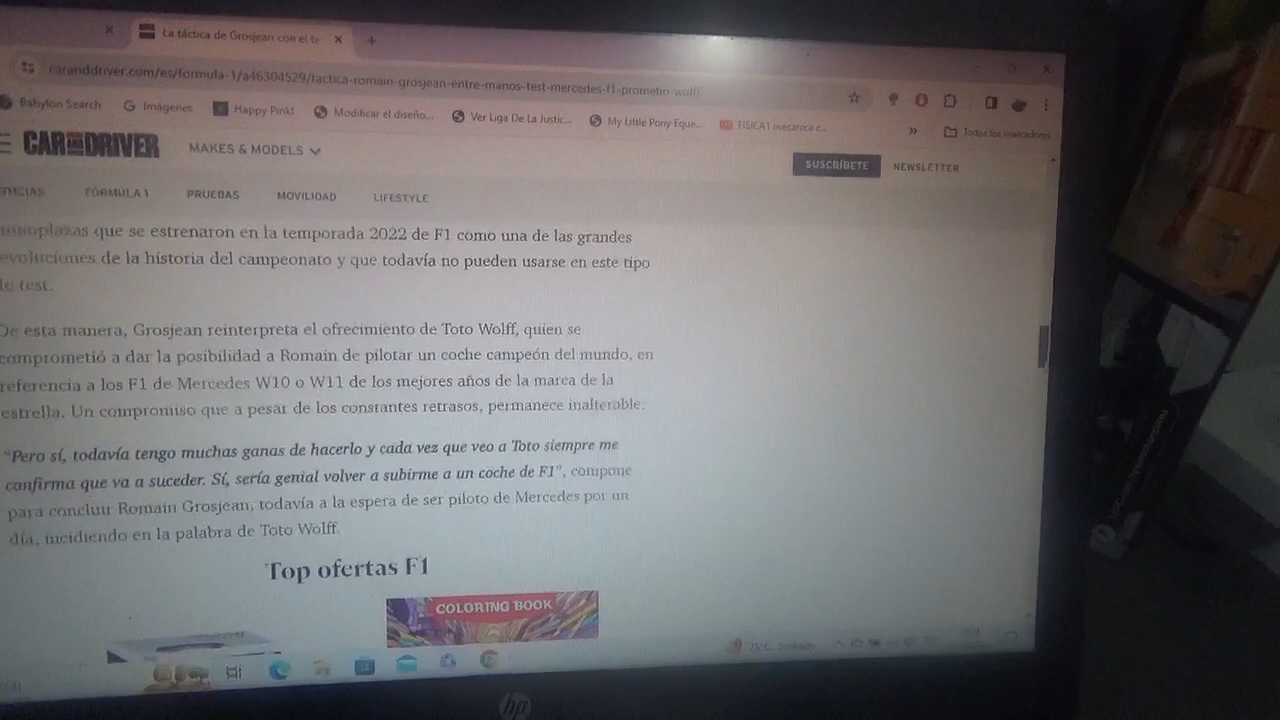 La táctica de Grosjean con el te
caranddriver.com/es/formula-1/a46304529/tactica-romain-grosjean-entre-manos-test-mercedes-f1-prometio-wolff
Babylon Search Imágenes Happy Pink! Modificar el diseño... Ver Liga De La Justic... My Little Pony Eque... FISICA1 mecanica c... » Todos los marcadores
CAR AND DRIVER MAKES & MODELS SUSCRÍBETE NEWSLETTER
FÓRMULA 1 PRUEBAS MOVILIDAD LIFESTYLE
monoplazas que se estrenaron en la temporada 2022 de F1 como una de las grandes
evoluciones de la historia del campeonato y que todavía no pueden usarse en este tipo
de test.
De esta manera, Grosjean reinterpreta el ofrecimiento de Toto Wolff, quien se
comprometió a dar la posibilidad a Romain de pilotar un coche campeón del mundo, en
referencia a los F1 de Mercedes W10 o W11 de los mejores años de la marca de la
estrella. Un compromiso que a pesar de los constantes retrasos, permanece inalterable:
"Pero sí, todavía tengo muchas ganas de hacerlo y cada vez que veo a Toto siempre me
confirma que va a suceder. Sí, sería genial volver a subirme a un coche de F1", compone
para concluir Romain Grosjean, todavía a la espera de ser piloto de Mercedes por un
día, incidiendo en la palabra de Toto Wolff.
Top ofertas F1
COLORING BOOK
25°C Soleado
hp